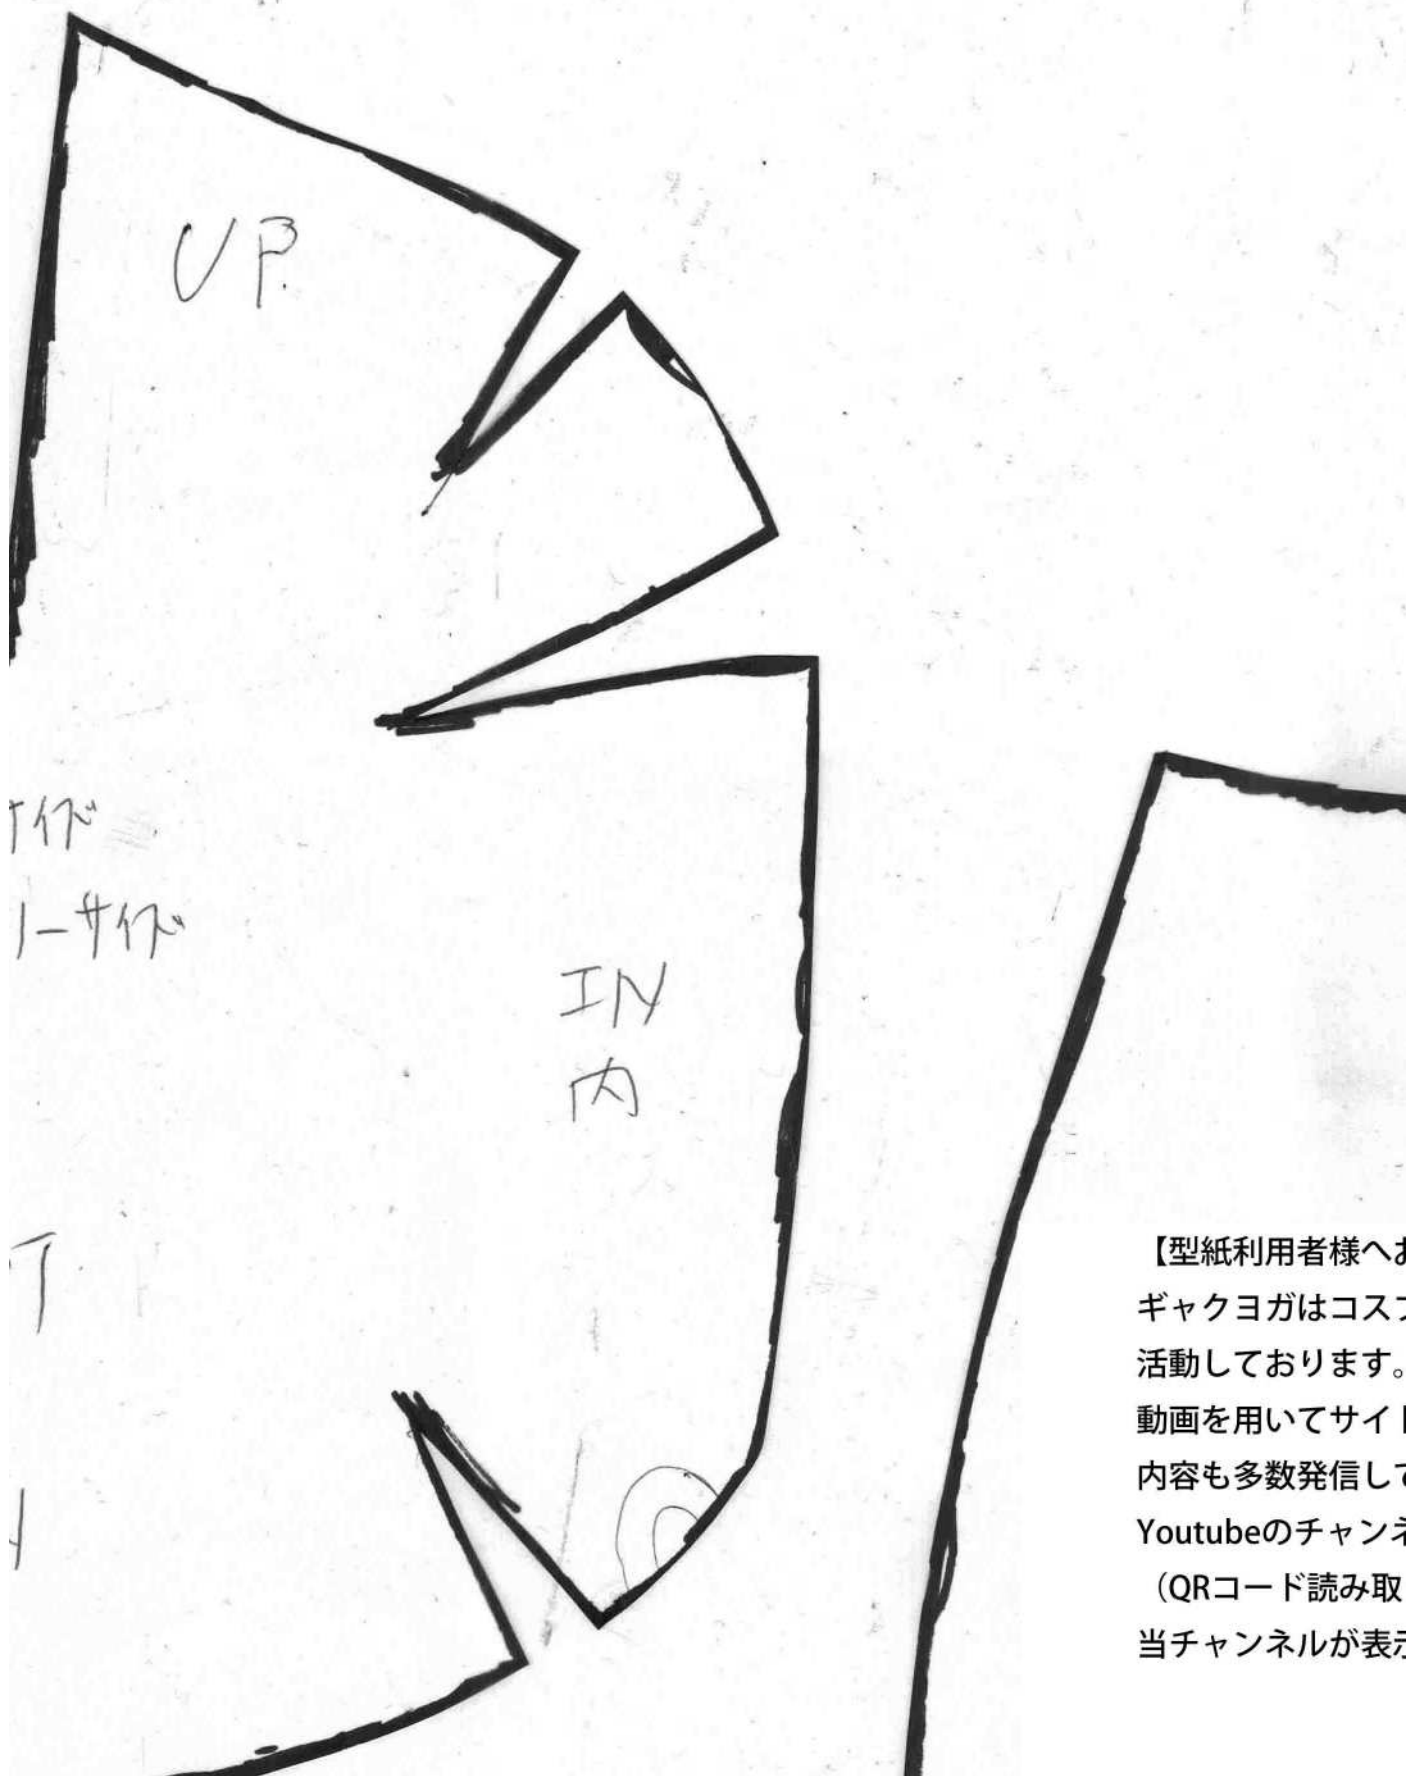 UP
サイド
リーサイド
IN
内
【型紙利用者様へお
ギャクヨガはコスプ
活動しております。
動画を用いてサイト
内容も多数発信して
Youtubeのチャンネ
（QRコード読み取
当チャンネルが表示